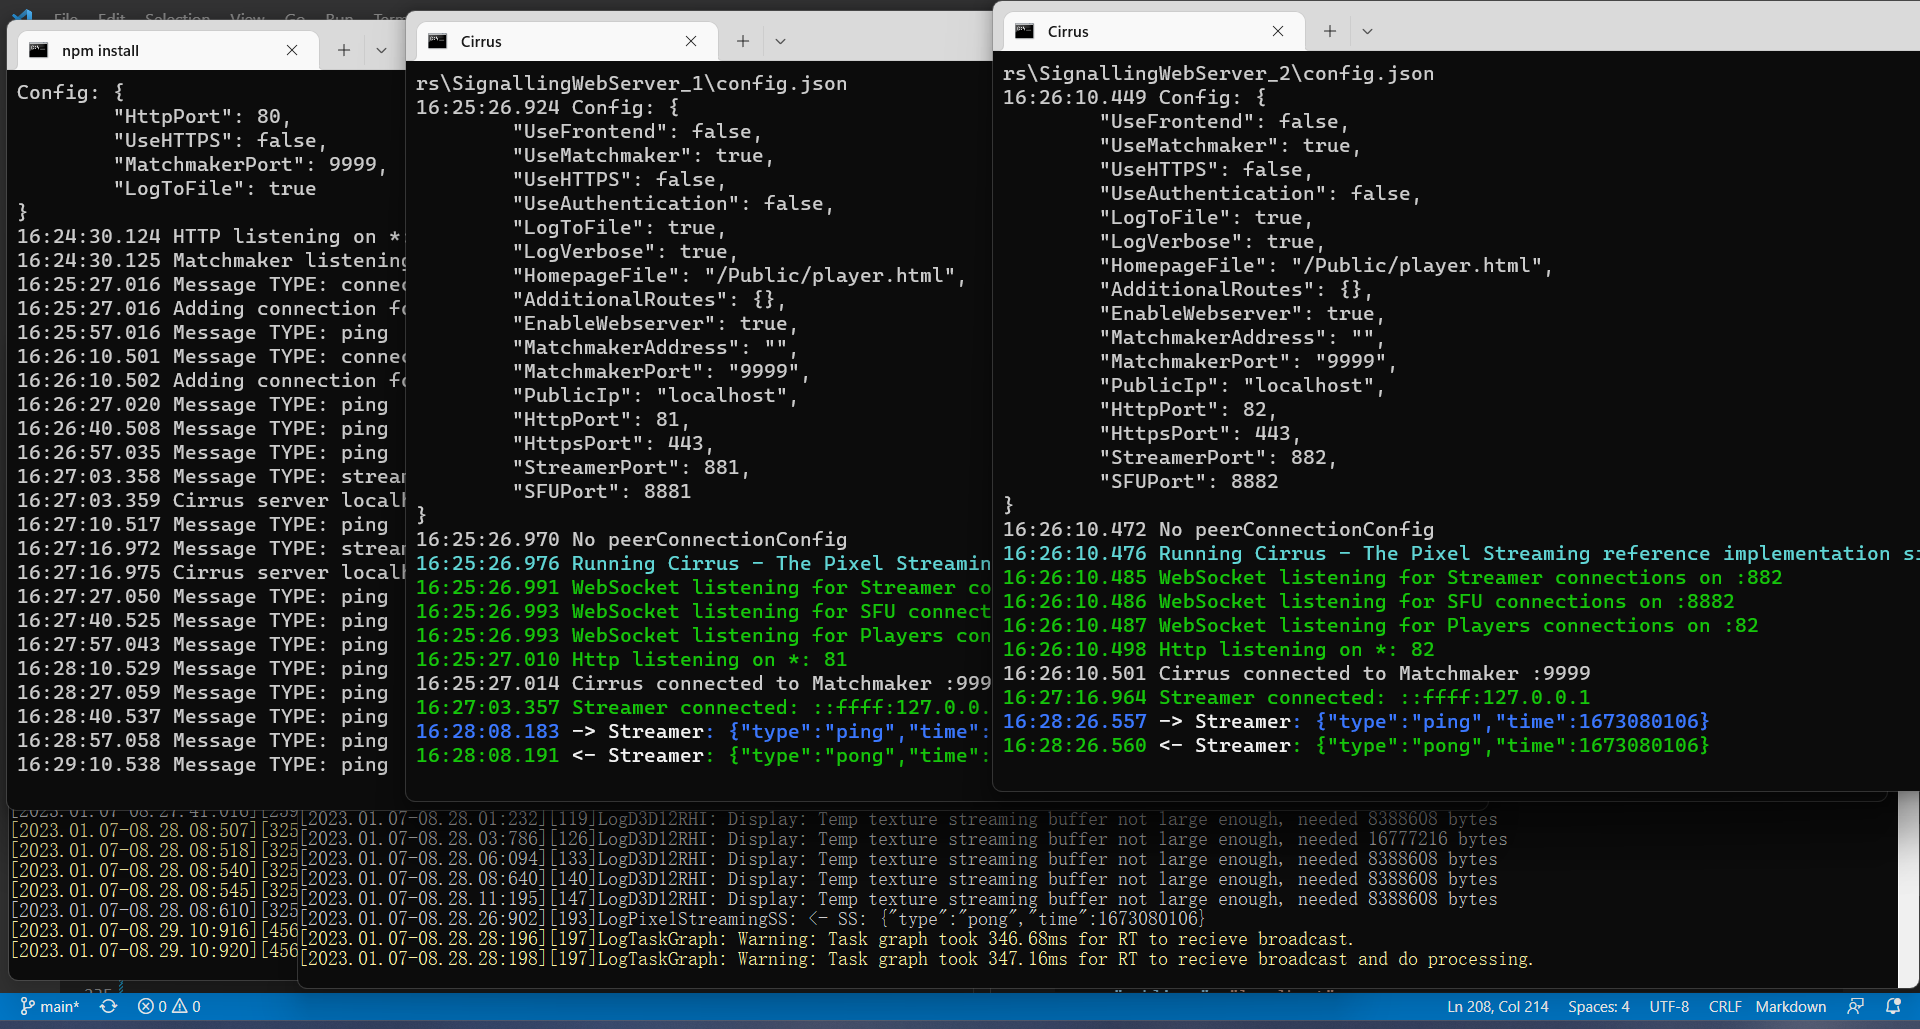 File Edit Selection View Go Run Term
npm install
Config: {
"HttpPort": 80,
"UseHTTPS": false,
"MatchmakerPort": 9999,
"LogToFile": true
}
16:24:30.124 HTTP listening on *
16:24:30.125 Matchmaker listening
16:25:27.016 Message TYPE: connec
16:25:27.016 Adding connection fo
16:25:57.016 Message TYPE: ping
16:26:10.501 Message TYPE: connec
16:26:10.502 Adding connection fo
16:26:27.020 Message TYPE: ping
16:26:40.508 Message TYPE: ping
16:26:57.035 Message TYPE: ping
16:27:03.358 Message TYPE: stream
16:27:03.359 Cirrus server localh
16:27:10.517 Message TYPE: ping
16:27:16.972 Message TYPE: stream
16:27:16.975 Cirrus server localh
16:27:27.050 Message TYPE: ping
16:27:40.525 Message TYPE: ping
16:27:57.043 Message TYPE: ping
16:28:10.529 Message TYPE: ping
16:28:27.059 Message TYPE: ping
16:28:40.537 Message TYPE: ping
16:28:57.058 Message TYPE: ping
16:29:10.538 Message TYPE: ping
Cirrus
rs\SignallingWebServer_1\config.json
16:25:26.924 Config: {
"UseFrontend": false,
"UseMatchmaker": true,
"UseHTTPS": false,
"UseAuthentication": false,
"LogToFile": true,
"LogVerbose": true,
"HomepageFile": "/Public/player.html",
"AdditionalRoutes": {},
"EnableWebserver": true,
"MatchmakerAddress": "",
"MatchmakerPort": "9999",
"PublicIp": "localhost",
"HttpPort": 81,
"HttpsPort": 443,
"StreamerPort": 881,
"SFUPort": 8881
}
16:25:26.970 No peerConnectionConfig
16:25:26.976 Running Cirrus - The Pixel Streamin
16:25:26.991 WebSocket listening for Streamer co
16:25:26.993 WebSocket listening for SFU connect
16:25:26.993 WebSocket listening for Players con
16:25:27.010 Http listening on *: 81
16:25:27.014 Cirrus connected to Matchmaker :999
16:27:03.357 Streamer connected: ::ffff:127.0.0.
16:28:08.183 -> Streamer: {"type":"ping","time":
16:28:08.191 <- Streamer: {"type":"pong","time":
Cirrus
rs\SignallingWebServer_2\config.json
16:26:10.449 Config: {
"UseFrontend": false,
"UseMatchmaker": true,
"UseHTTPS": false,
"UseAuthentication": false,
"LogToFile": true,
"LogVerbose": true,
"HomepageFile": "/Public/player.html",
"AdditionalRoutes": {},
"EnableWebserver": true,
"MatchmakerAddress": "",
"MatchmakerPort": "9999",
"PublicIp": "localhost",
"HttpPort": 82,
"HttpsPort": 443,
"StreamerPort": 882,
"SFUPort": 8882
}
16:26:10.472 No peerConnectionConfig
16:26:10.476 Running Cirrus - The Pixel Streaming reference implementation si
16:26:10.485 WebSocket listening for Streamer connections on :882
16:26:10.486 WebSocket listening for SFU connections on :8882
16:26:10.487 WebSocket listening for Players connections on :82
16:26:10.498 Http listening on *: 82
16:26:10.501 Cirrus connected to Matchmaker :9999
16:27:16.964 Streamer connected: ::ffff:127.0.0.1
16:28:26.557 -> Streamer: {"type":"ping","time":1673080106}
16:28:26.560 <- Streamer: {"type":"pong","time":1673080106}
[2023.01.07-08.27.41:016][259
[2023.01.07-08.28.08:507][325
[2023.01.07-08.28.08:518][325
[2023.01.07-08.28.08:540][325
[2023.01.07-08.28.08:545][325
[2023.01.07-08.28.08:610][325
[2023.01.07-08.29.10:916][456
[2023.01.07-08.29.10:920][456
[2023.01.07-08.28.01:232][119]LogD3D12RHI: Display: Temp texture streaming buffer not large enough, needed 8388608 bytes
[2023.01.07-08.28.03:786][126]LogD3D12RHI: Display: Temp texture streaming buffer not large enough, needed 16777216 bytes
[2023.01.07-08.28.06:094][133]LogD3D12RHI: Display: Temp texture streaming buffer not large enough, needed 8388608 bytes
[2023.01.07-08.28.08:640][140]LogD3D12RHI: Display: Temp texture streaming buffer not large enough, needed 8388608 bytes
[2023.01.07-08.28.11:195][147]LogD3D12RHI: Display: Temp texture streaming buffer not large enough, needed 8388608 bytes
[2023.01.07-08.28.26:902][193]LogPixelStreamingSS: <- SS: {"type":"pong","time":1673080106}
[2023.01.07-08.28.28:196][197]LogTaskGraph: Warning: Task graph took 346.68ms for RT to recieve broadcast.
[2023.01.07-08.28.28:198][197]LogTaskGraph: Warning: Task graph took 347.16ms for RT to recieve broadcast and do processing.
main* 0 0 Ln 208, Col 214 Spaces: 4 UTF-8 CRLF Markdown